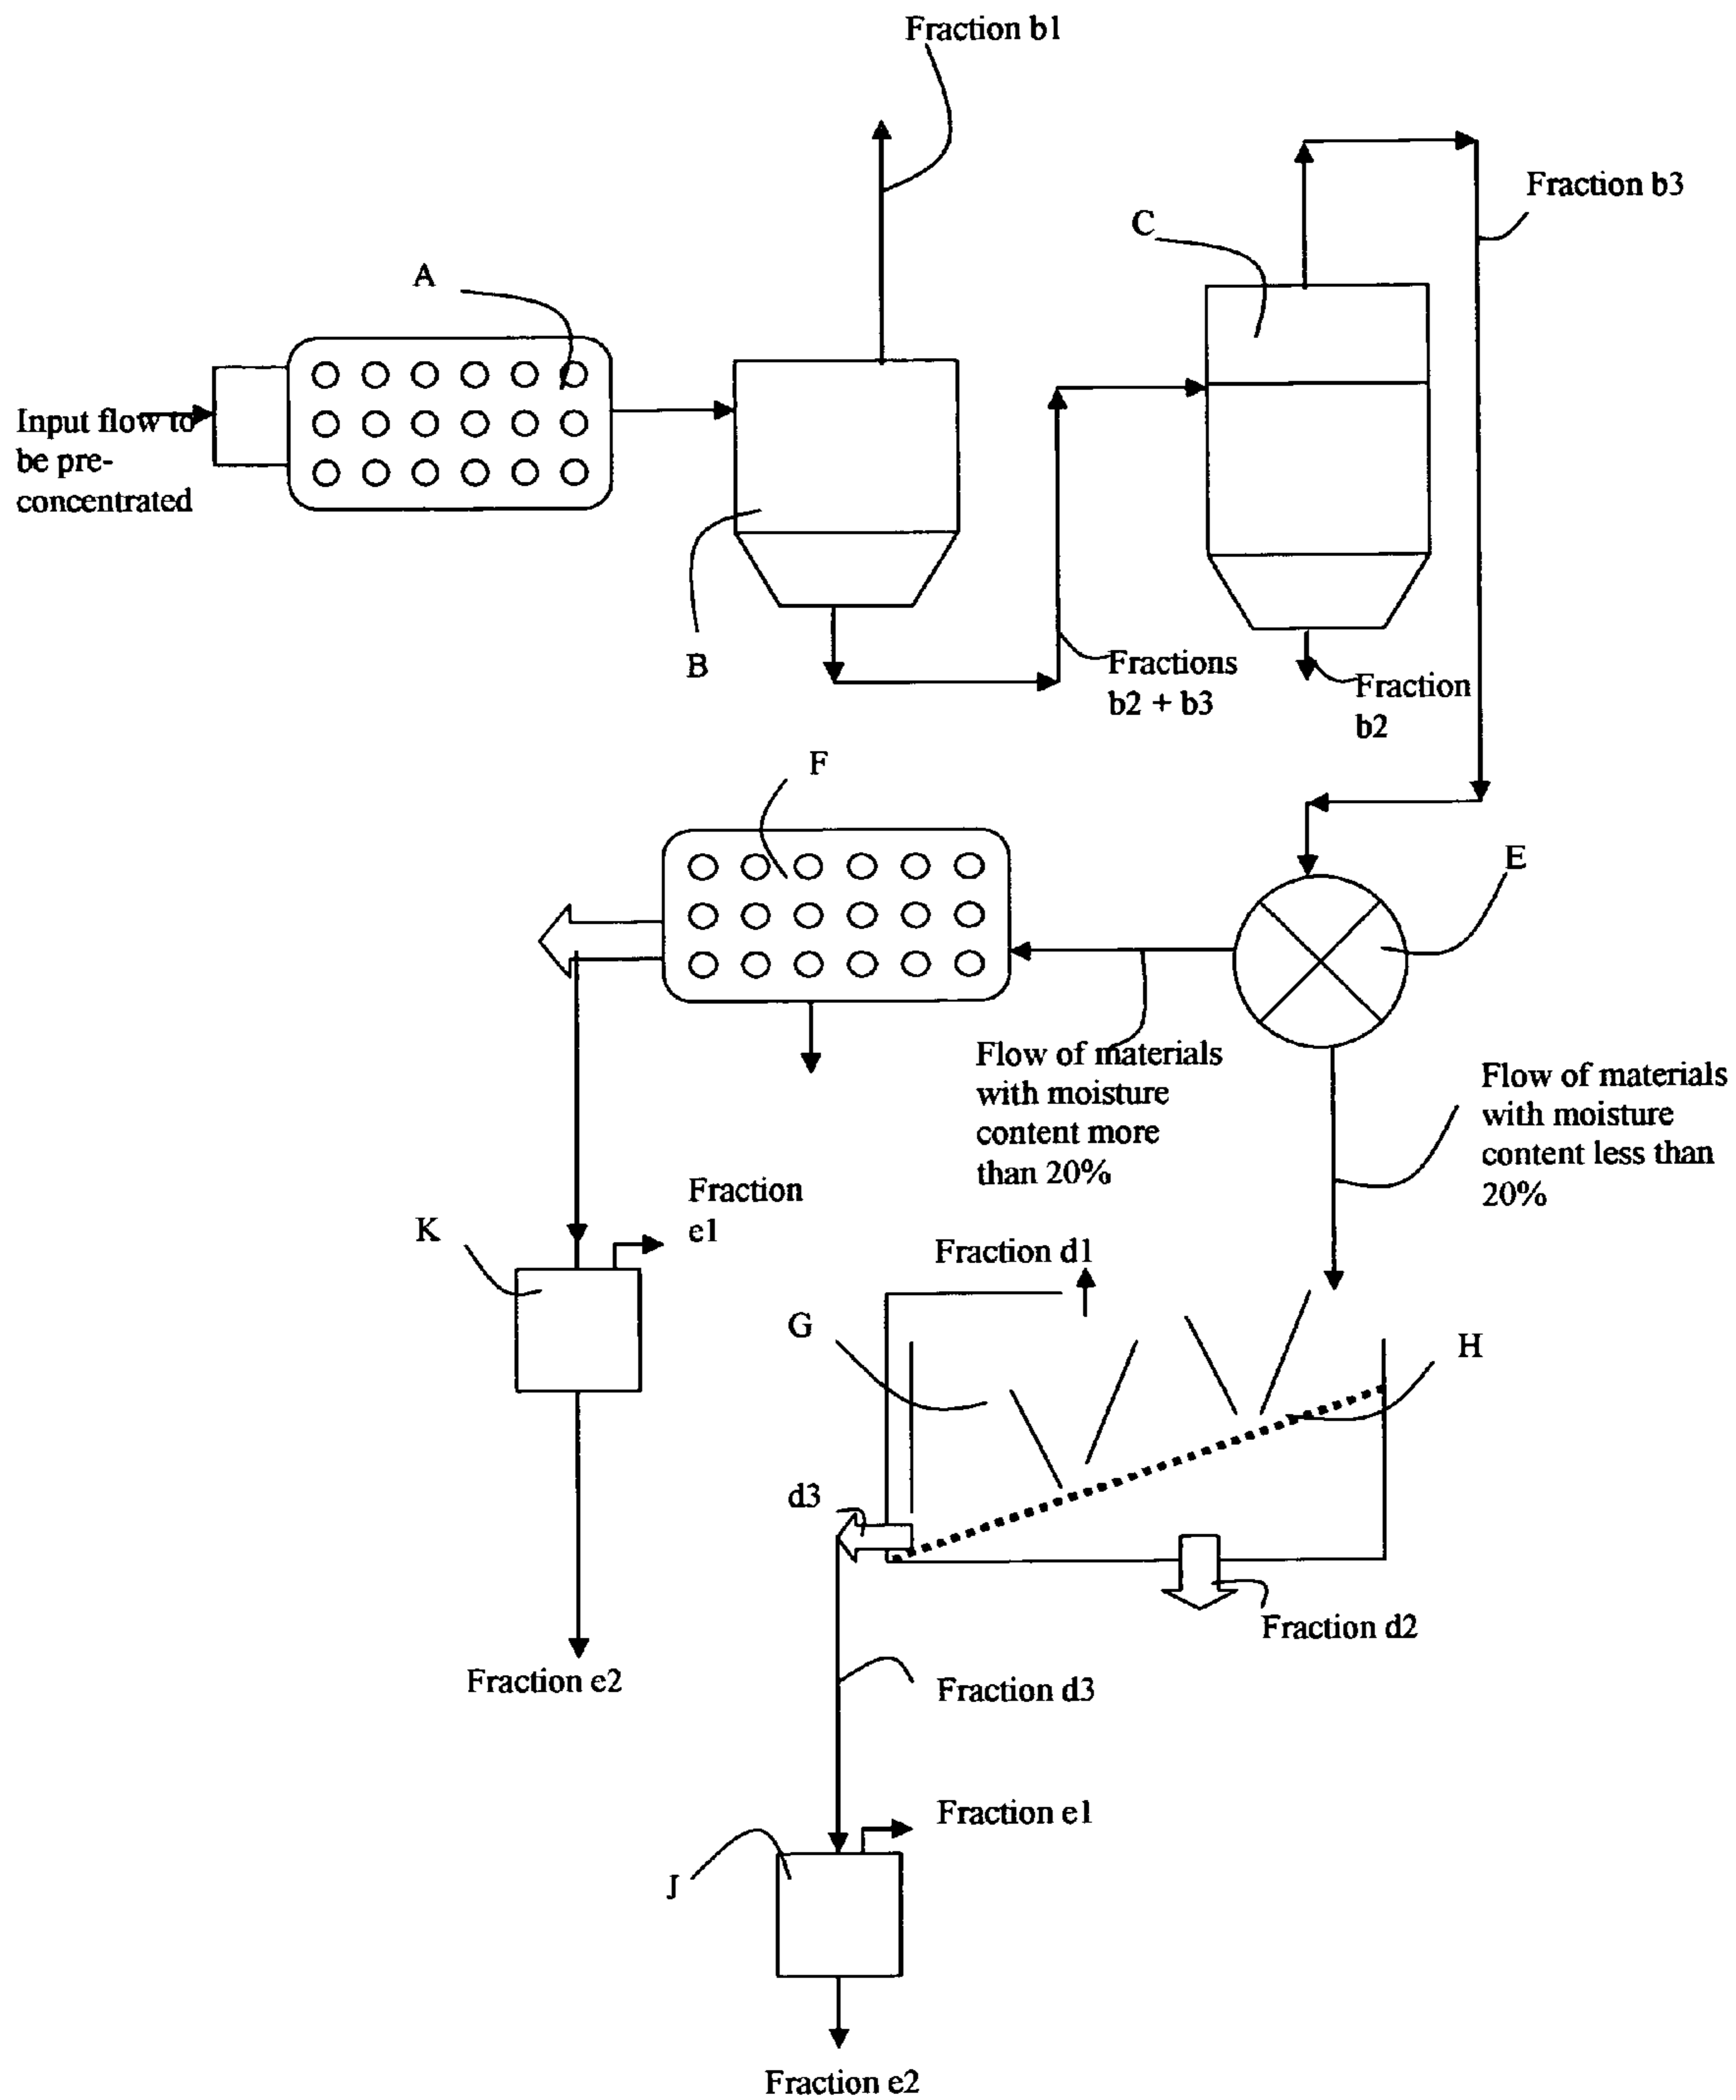 Fraction b1
Fraction b3
C
A
Input flow to
be pre-
concentrated
B
Fractions
b2 + b3
Fraction
b2
F
E
Flow of materials
with moisture
content more
than 20%
Flow of materials
with moisture
content less than
20%
Fraction
e1
K
Fraction d1
G
H
d3
Fraction d2
Fraction e2
Fraction d3
Fraction e1
J
Fraction e2